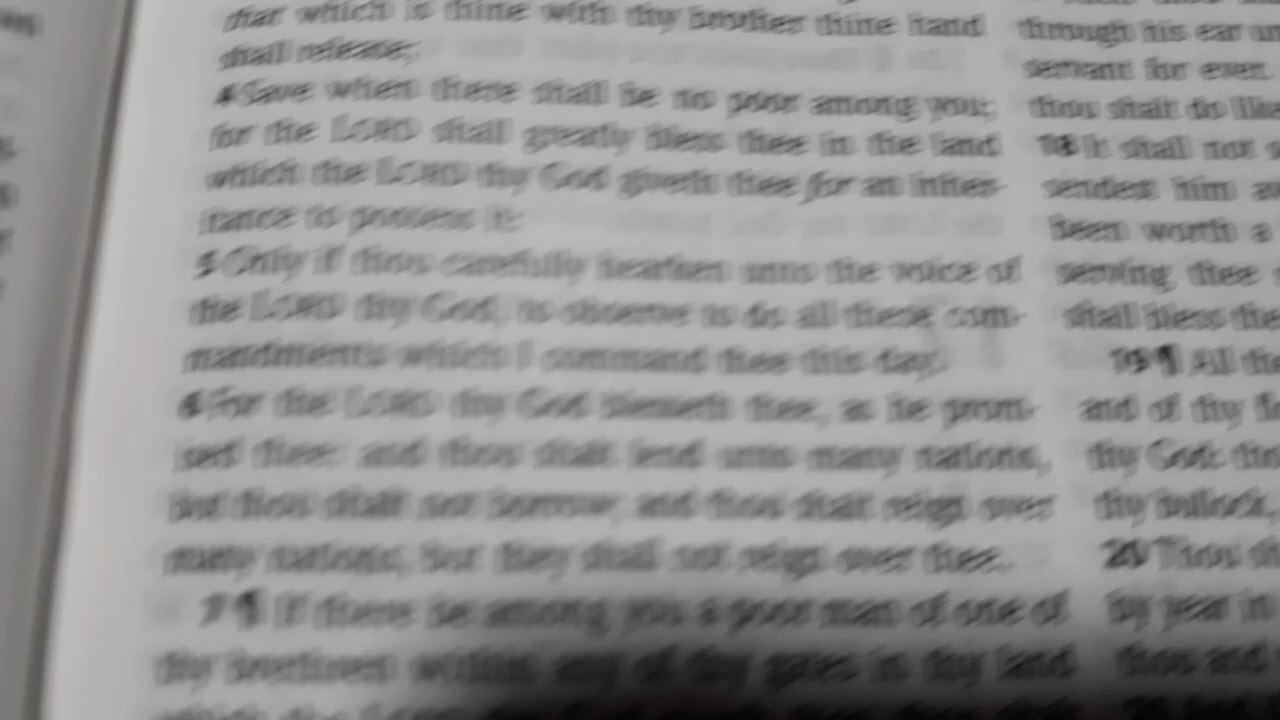 that which is thine with thy brother thine hand
shall release;
4 Save when there shall be no poor among you;
for the LORD shall greatly bless thee in the land
which the LORD thy God giveth thee for an inher-
itance to possess it:
5 Only if thou carefully hearken unto the voice of
the LORD thy God, to observe to do all these com-
mandments which I command thee this day.
6 For the LORD thy God blesseth thee, as he prom-
ised thee: and thou shalt lend unto many nations,
but thou shalt not borrow; and thou shalt reign over
many nations, but they shall not reign over thee.
7 ¶ If there be among you a poor man of one of
thy brethren within any of thy gates in thy land
through his ear
servant for ever.
thou shalt do
18 It shall not
sendest him
been worth a
serving thee
shall bless
19 ¶ All
and of thy
thy God:
thy bullock,
20 Thou
by year in
thou and